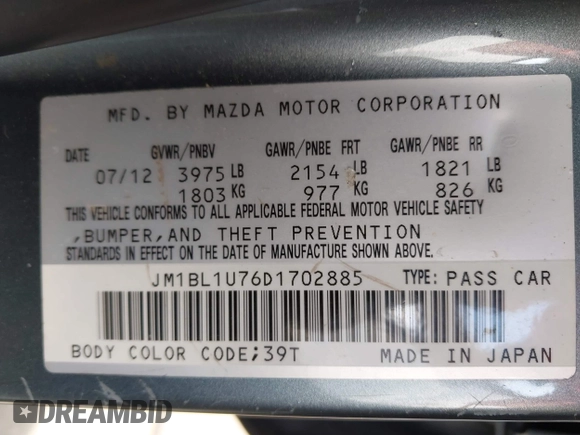 MFD. BY MAZDA MOTOR CORPORATION
DATE GVWR/PNBV GAWR/PNBE FRT GAWR/PNBE RR
07/12 3975 LB 2154 LB 1821 LB
1803 KG 977 KG 826 KG
THIS VEHICLE CONFORMS TO ALL APPLICABLE FEDERAL MOTOR VEHICLE SAFETY
,BUMPER,AND THEFT PREVENTION
STANDARDS IN EFFECT ON THE DATE OF MANUFACTURE SHOWN ABOVE.
JM1BL1U76D1702885 TYPE: PASS CAR
BODY COLOR CODE;39T MADE IN JAPAN
DREAMBID